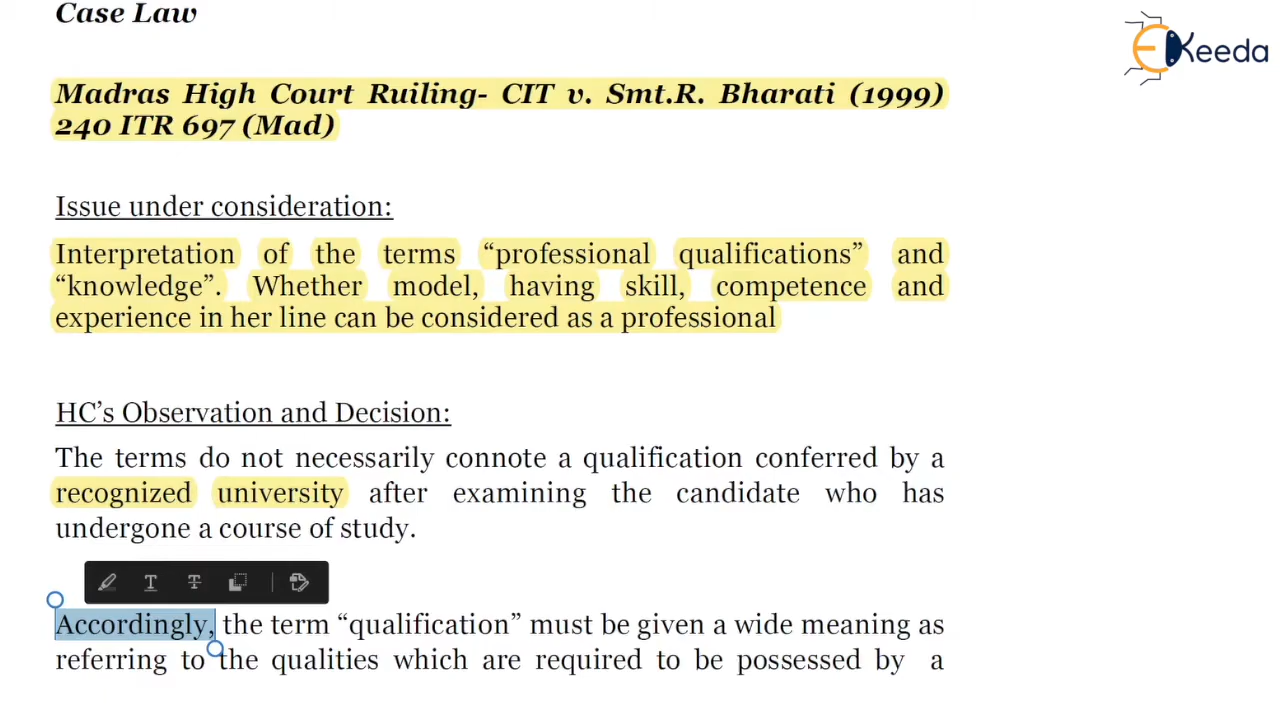 Case Law
EKeeda
Madras High Court Ruiling- CIT v. Smt.R. Bharati (1999)
240 ITR 697 (Mad)
Issue under consideration:
Interpretation of the terms “professional qualifications” and
“knowledge”. Whether model, having skill, competence and
experience in her line can be considered as a professional
HC’s Observation and Decision:
The terms do not necessarily connote a qualification conferred by a
recognized university after examining the candidate who has
undergone a course of study.
Accordingly, the term “qualification” must be given a wide meaning as
referring to the qualities which are required to be possessed by a